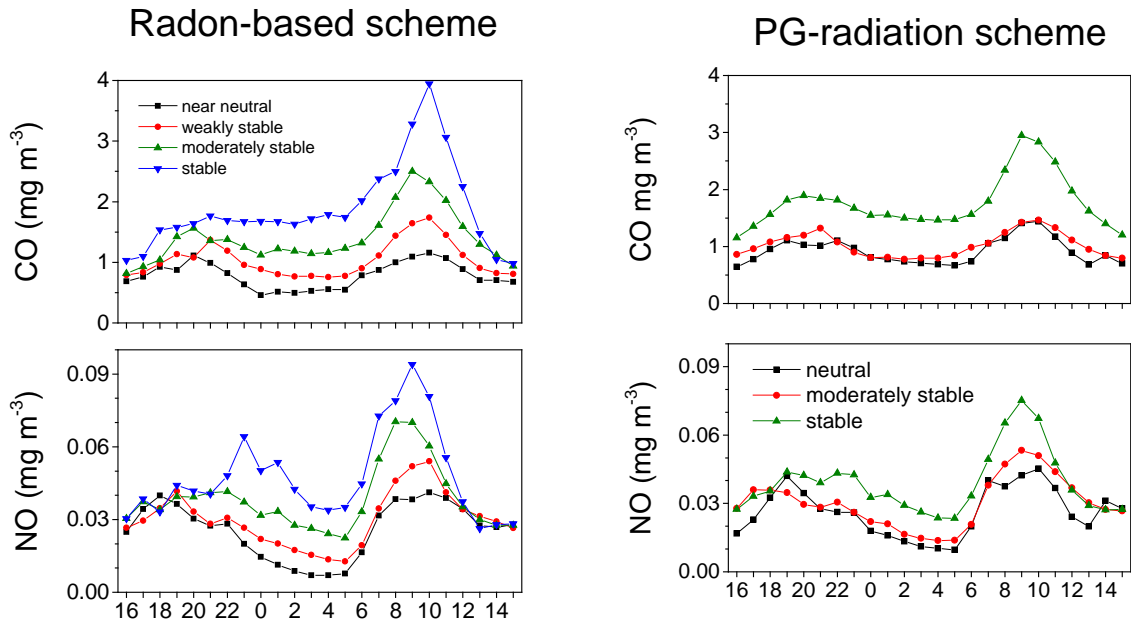 Radon-based scheme
PG-radiation scheme
4
3
2
1
0
CO (mg m-3)
near neutral
weakly stable
moderately stable
stable
4
3
2
1
0
CO mg m-3)
0.09
0.06
0.03
0.00
NO (mg m-3)
16 18 20 22 0 2 4 6 8 10 12 14
0.09
0.06
0.03
0.00
NO (mg m-3)
neutral
moderately stable
stable
16 18 20 22 0 2 4 6 8 10 12 14